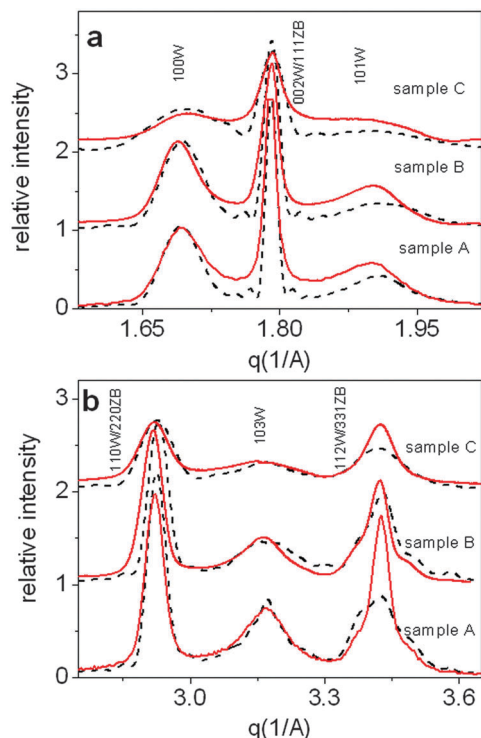 a
3
2
1
0
relative intensity
100W
002W/111ZB
101W
sample C
sample B
sample A
1.65
1.80
1.95
q(1/A)
b
3
2
1
0
relative intensity
110W/220ZB
103W
112W/331ZB
sample C
sample B
sample A
3.0
3.3
3.6
q(1/A)